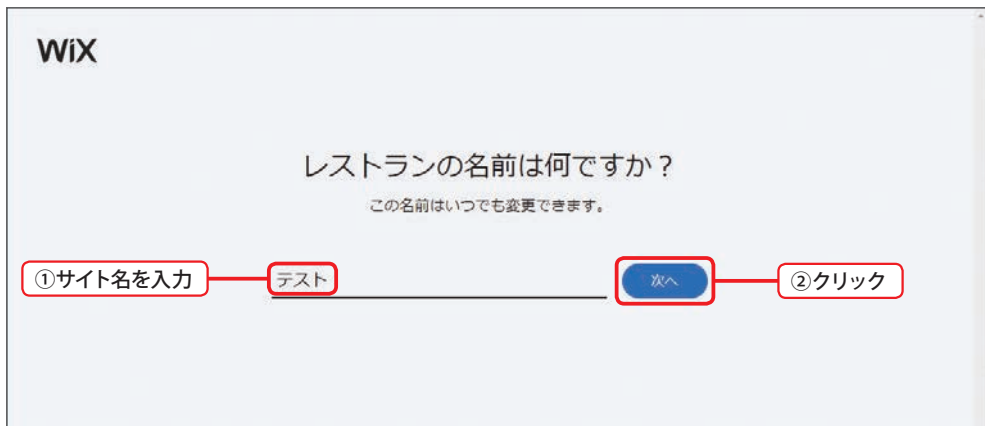 WiX
レストランの名前は何ですか？
この名前はいつでも変更できます。
①サイト名を入力
テスト
次へ
②クリック